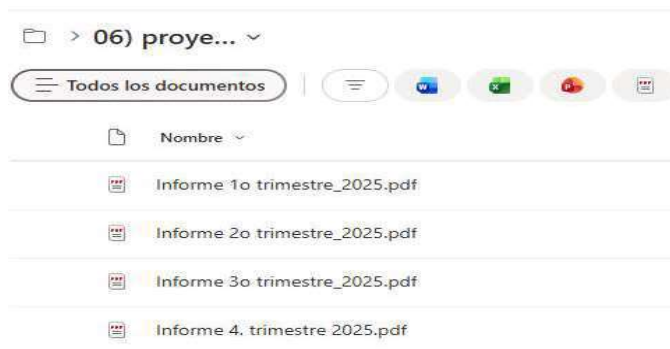 > 06) proye...
Todos los documentos
Nombre
Informe 1o trimestre_2025.pdf
Informe 2o trimestre_2025.pdf
Informe 3o trimestre_2025.pdf
Informe 4. trimestre 2025.pdf